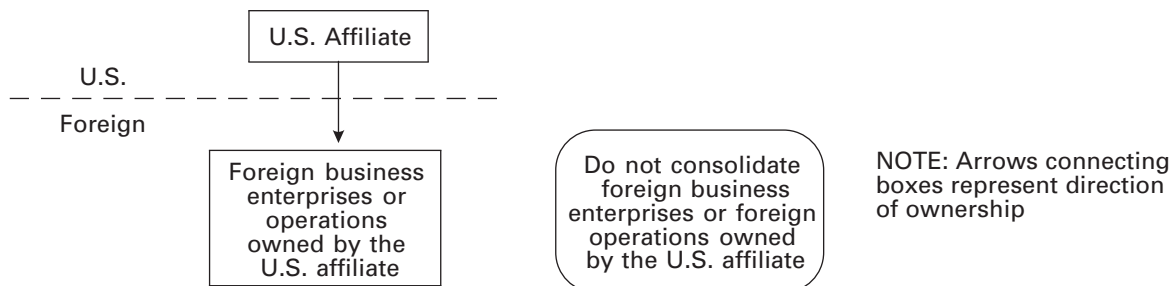 U.S. Affiliate
U.S.
Foreign
Foreign business
enterprises or
operations
owned by the
U.S. affiliate
Do not consolidate
foreign business
enterprises or foreign
operations owned
by the U.S. affiliate
NOTE: Arrows connecting
boxes represent direction
of ownership